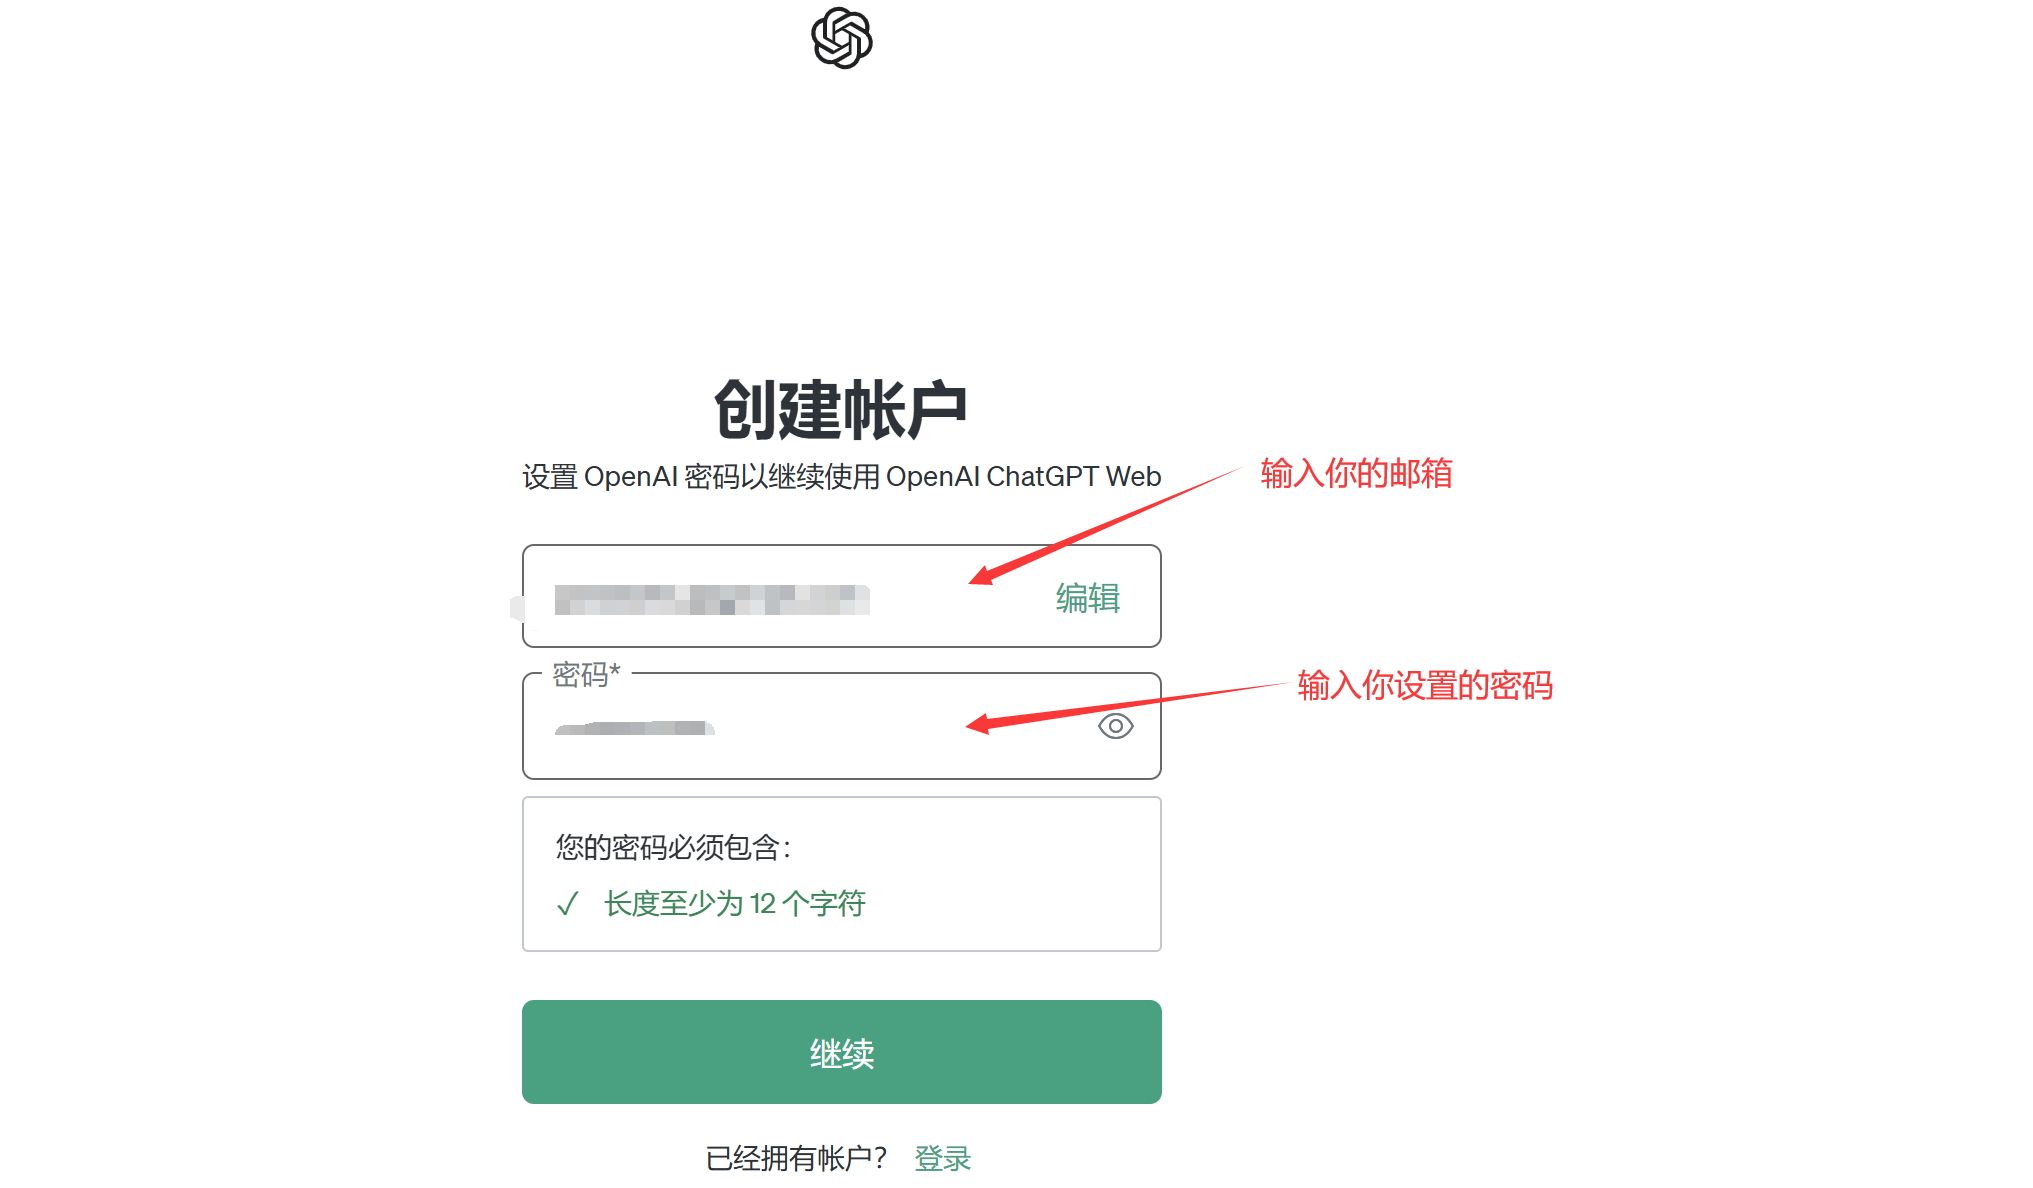 创建帐户
设置 OpenAI 密码以继续使用 OpenAI ChatGPT Web
输入你的邮箱
编辑
密码*
输入你设置的密码
您的密码必须包含：
✓ 长度至少为 12 个字符
继续
已经拥有帐户？ 登录